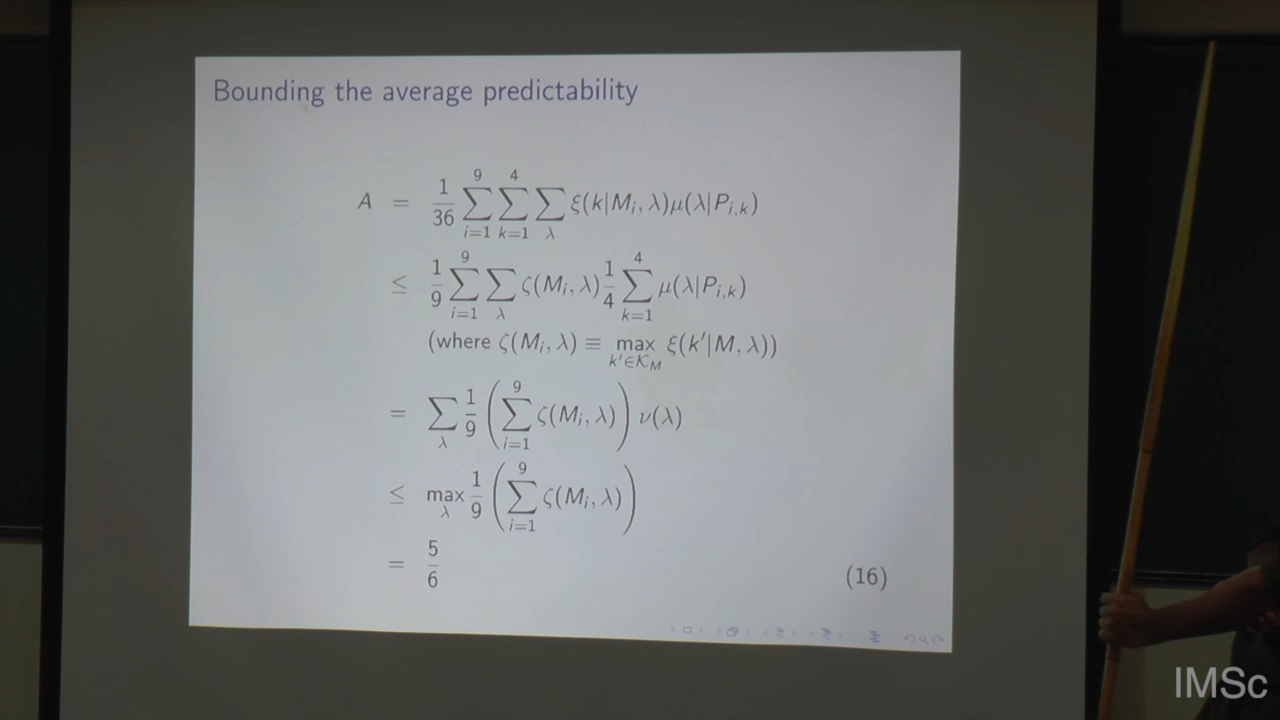 Bounding the average predictability
A = 1/36 ∑_{i=1}^{9} ∑_{k=1}^{4} ∑_λ ξ(k|M_i, λ)μ(λ|P_{i,k})
≤ 1/9 ∑_{i=1}^{9} ∑_λ ζ(M_i, λ) 1/4 ∑_{k=1}^{4} μ(λ|P_{i,k})
(where ζ(M_i, λ) ≡ max_{k′∈𝒦_M} ξ(k′|M, λ))
= ∑_λ 1/9 (∑_{i=1}^{9} ζ(M_i, λ)) ν(λ)
≤ max_λ 1/9 (∑_{i=1}^{9} ζ(M_i, λ))
= 5/6 (16)
IMSc